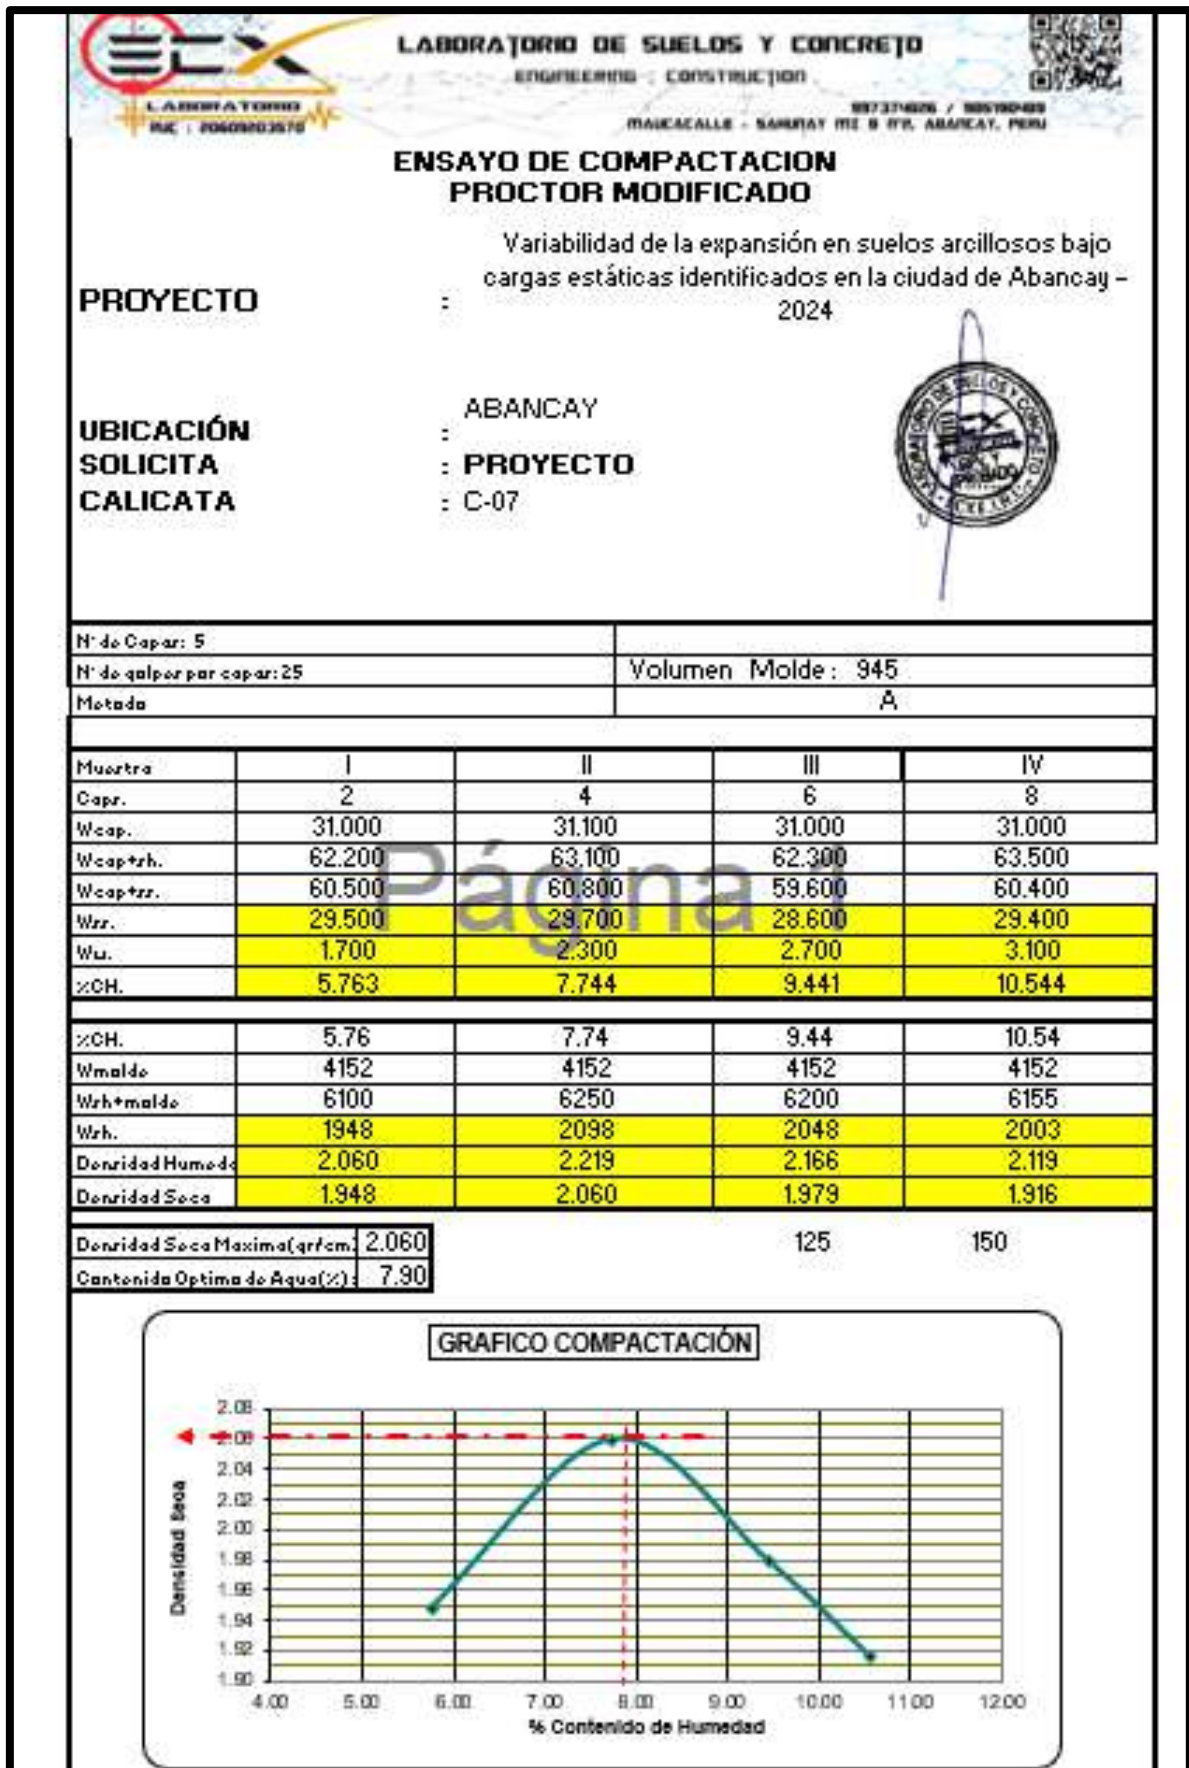 LABORATORIO DE SUELOS Y CONCRETO
ENGINEERING : CONSTRUCTION
LABORATORIO
RUC : 20609203570
MAUCACALLE - SAHUNAY MZ B ABANCAY, PERU
ENSAYO DE COMPACTACION
PROCTOR MODIFICADO
PROYECTO : Variabilidad de la expansión en suelos arcillosos bajo
cargas estáticas identificados en la ciudad de Abancay –
2024
UBICACIÓN : ABANCAY
SOLICITA : PROYECTO
CALICATA : C-07
N° de Capas: 5
N° de golpes por capas: 25 Volumen Molde : 945
Metodo A
Muestra I II III IV
Caps. 2 4 6 8
Wcap. 31.000 31.100 31.000 31.000
Wcap+sh. 62.200 63.100 62.300 63.500
Wcap+ss. 60.500 60.800 59.600 60.400
Wss. 29.500 29.700 28.600 29.400
Ww. 1.700 2.300 2.700 3.100
%CH. 5.763 7.744 9.441 10.544
Página 1
%CH. 5.76 7.74 9.44 10.54
Wmolde 4152 4152 4152 4152
Wsh+molde 6100 6250 6200 6155
Wsh. 1948 2098 2048 2003
Densidad Humeda 2.060 2.219 2.166 2.119
Densidad Seca 1.948 2.060 1.979 1.916
Densidad Seca Maxima(gr/cm) 2.060 125 150
Contenido Optimo de Agua(%): 7.90
GRAFICO COMPACTACIÓN
Densidad Seca
2.08
2.06
2.04
2.02
2.00
1.98
1.96
1.94
1.92
1.90
4.00 5.00 6.00 7.00 8.00 9.00 10.00 11.00 12.00
% Contenido de Humedad